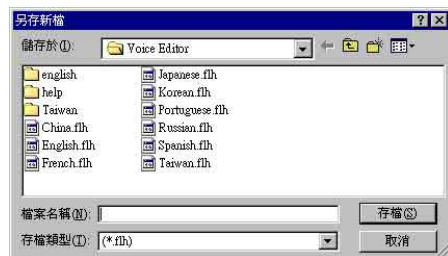 另存新檔
儲存於(I): Voice Editor
english
help
Taiwan
China.flh
English.flh
French.flh
Japanese.flh
Korean.flh
Portuguese.flh
Russian.flh
Spanish.flh
Taiwan.flh
檔案名稱(N): 存檔(S)
存檔類型(T): (*.flh) 取消